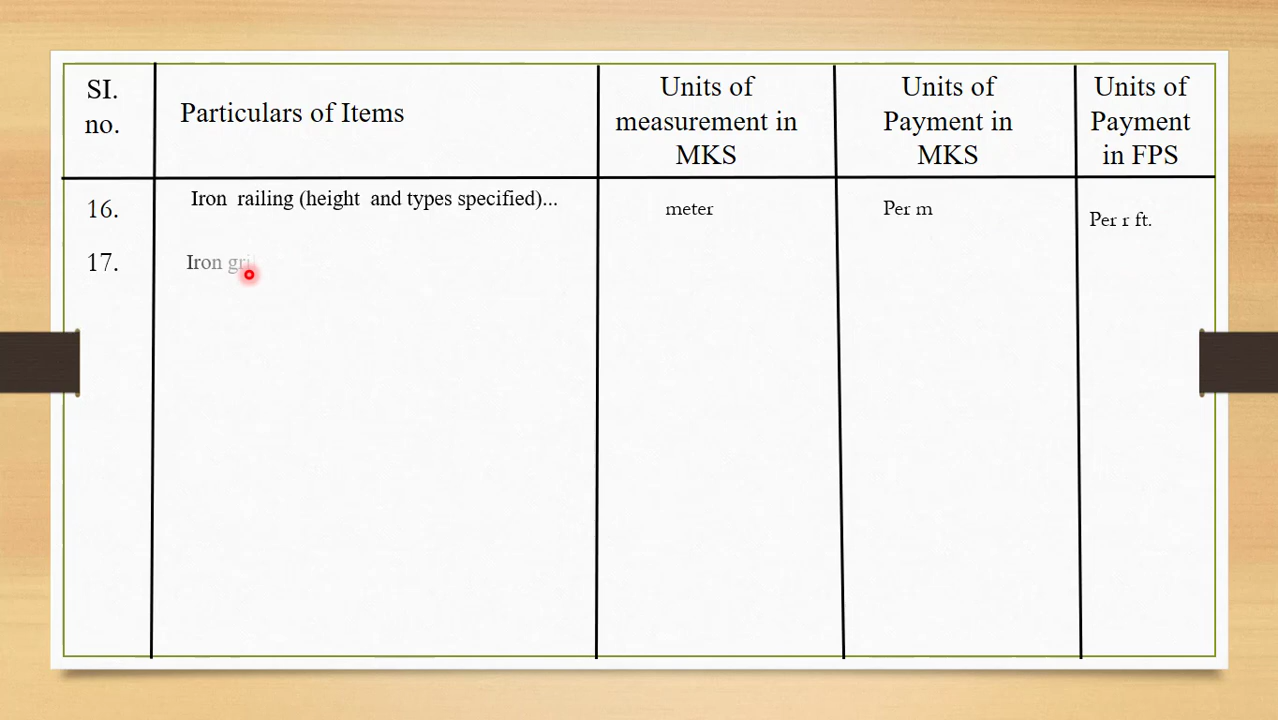 SI.
no.
Particulars of Items
Units of
measurement in
MKS
Units of
Payment in
MKS
Units of
Payment
in FPS
16.
Iron railing (height and types specified)...
meter
Per m
Per r ft.
17.
Iron gri